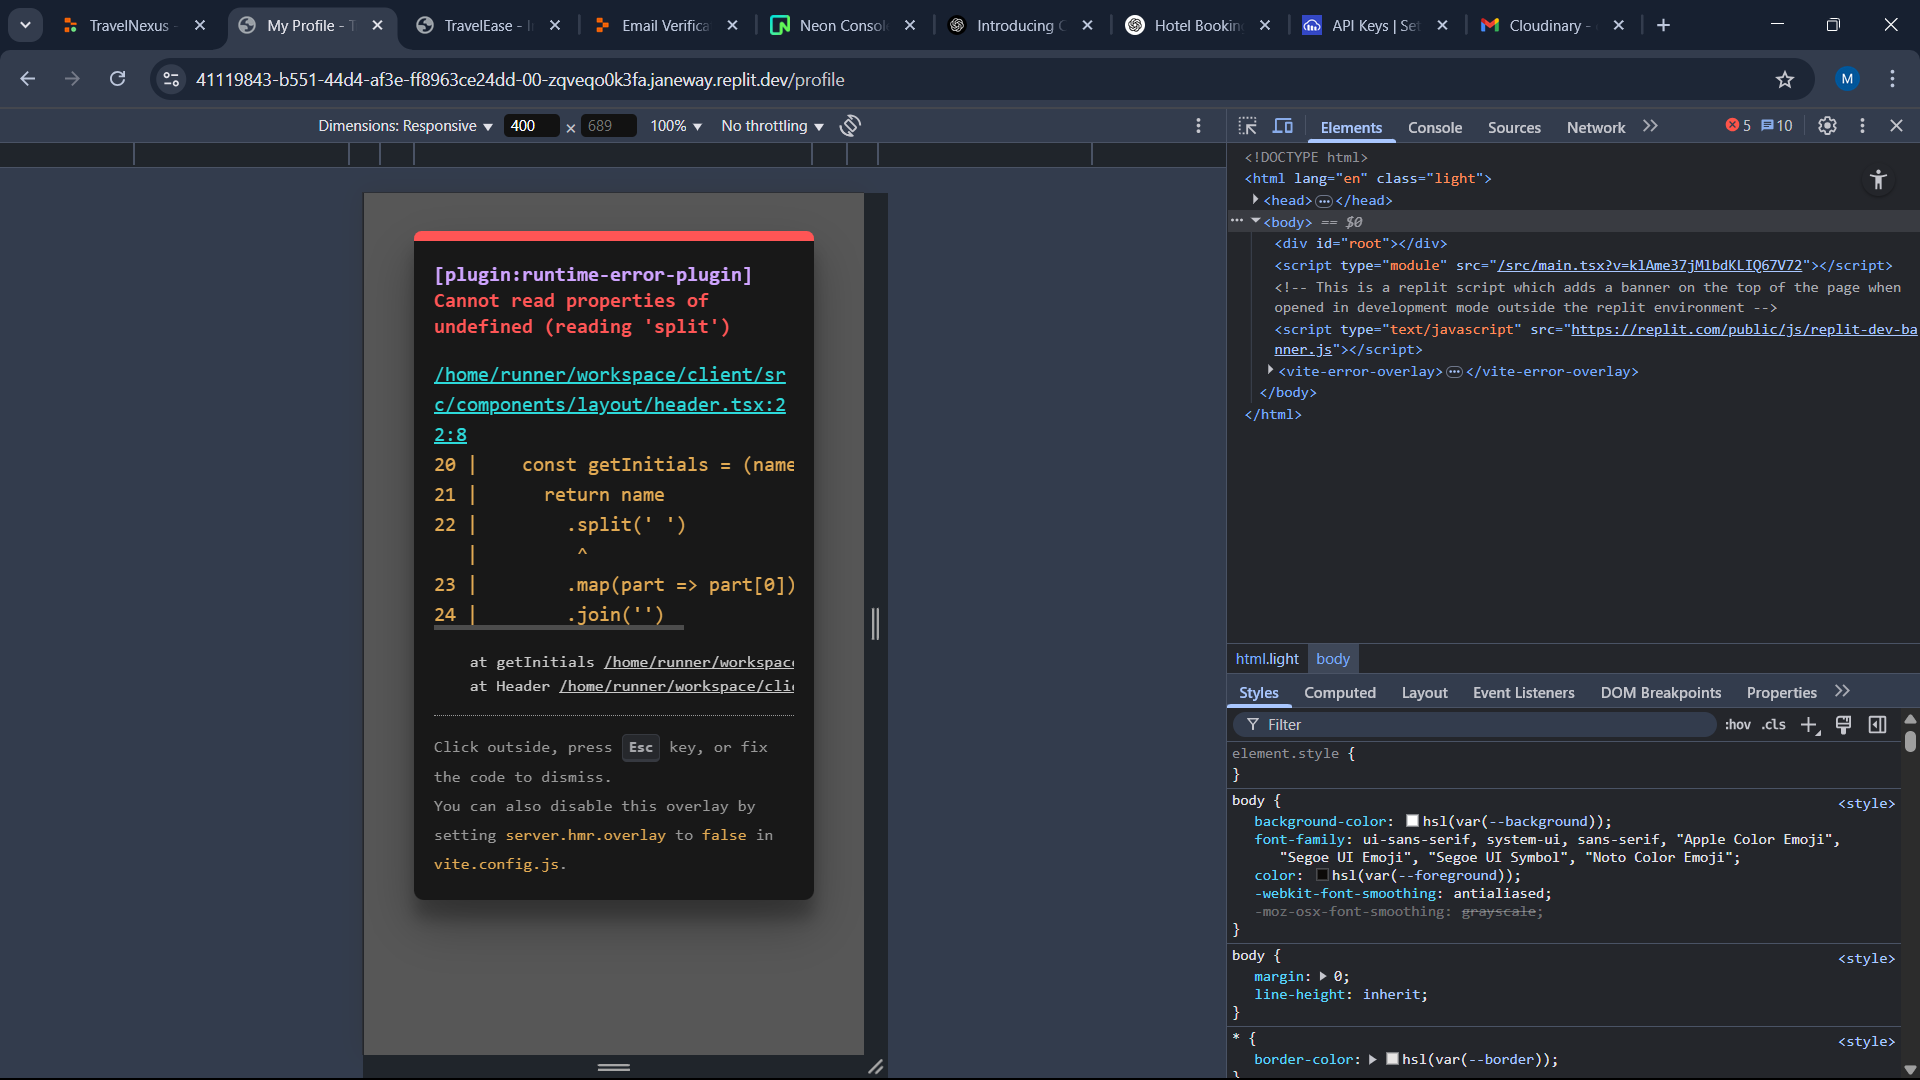 TravelNexus
My Profile - T
TravelEase - I
Email Verifica
Neon Consol
Introducing C
Hotel Booking
API Keys | Set
Cloudinary -
41119843-b551-44d4-af3e-ff8963ce24dd-00-zqveqo0k3fa.janeway.replit.dev/profile
M
Dimensions: Responsive ▼ 400 × 689 100% ▼ No throttling ▼
Elements Console Sources Network 5 10
[plugin:runtime-error-plugin]
Cannot read properties of
undefined (reading 'split')
/home/runner/workspace/client/sr
c/components/layout/header.tsx:2
2:8
20 | const getInitials = (name
21 | return name
22 | .split(' ')
| ^
23 | .map(part => part[0])
24 | .join('')
at getInitials /home/runner/workspac
at Header /home/runner/workspace/cli
Click outside, press Esc key, or fix
the code to dismiss.
You can also disable this overlay by
setting server.hmr.overlay to false in
vite.config.js.
<!DOCTYPE html>
<html lang="en" class="light">
<head> ••• </head>
••• <body> == $0
<div id="root"></div>
<script type="module" src="/src/main.tsx?v=klAme37jMlbdKLIQ67V72"></script>
<!-- This is a replit script which adds a banner on the top of the page when
opened in development mode outside the replit environment -->
<script type="text/javascript" src="https://replit.com/public/js/replit-dev-ba
nner.js"></script>
<vite-error-overlay> ••• </vite-error-overlay>
</body>
</html>
html.light body
Styles Computed Layout Event Listeners DOM Breakpoints Properties
Filter :hov .cls
element.style {
}
body { <style>
background-color: hsl(var(--background));
font-family: ui-sans-serif, system-ui, sans-serif, "Apple Color Emoji",
"Segoe UI Emoji", "Segoe UI Symbol", "Noto Color Emoji";
color: hsl(var(--foreground));
-webkit-font-smoothing: antialiased;
-moz-osx-font-smoothing: grayscale;
}
body { <style>
margin: 0;
line-height: inherit;
}
* { <style>
border-color: hsl(var(--border));
}